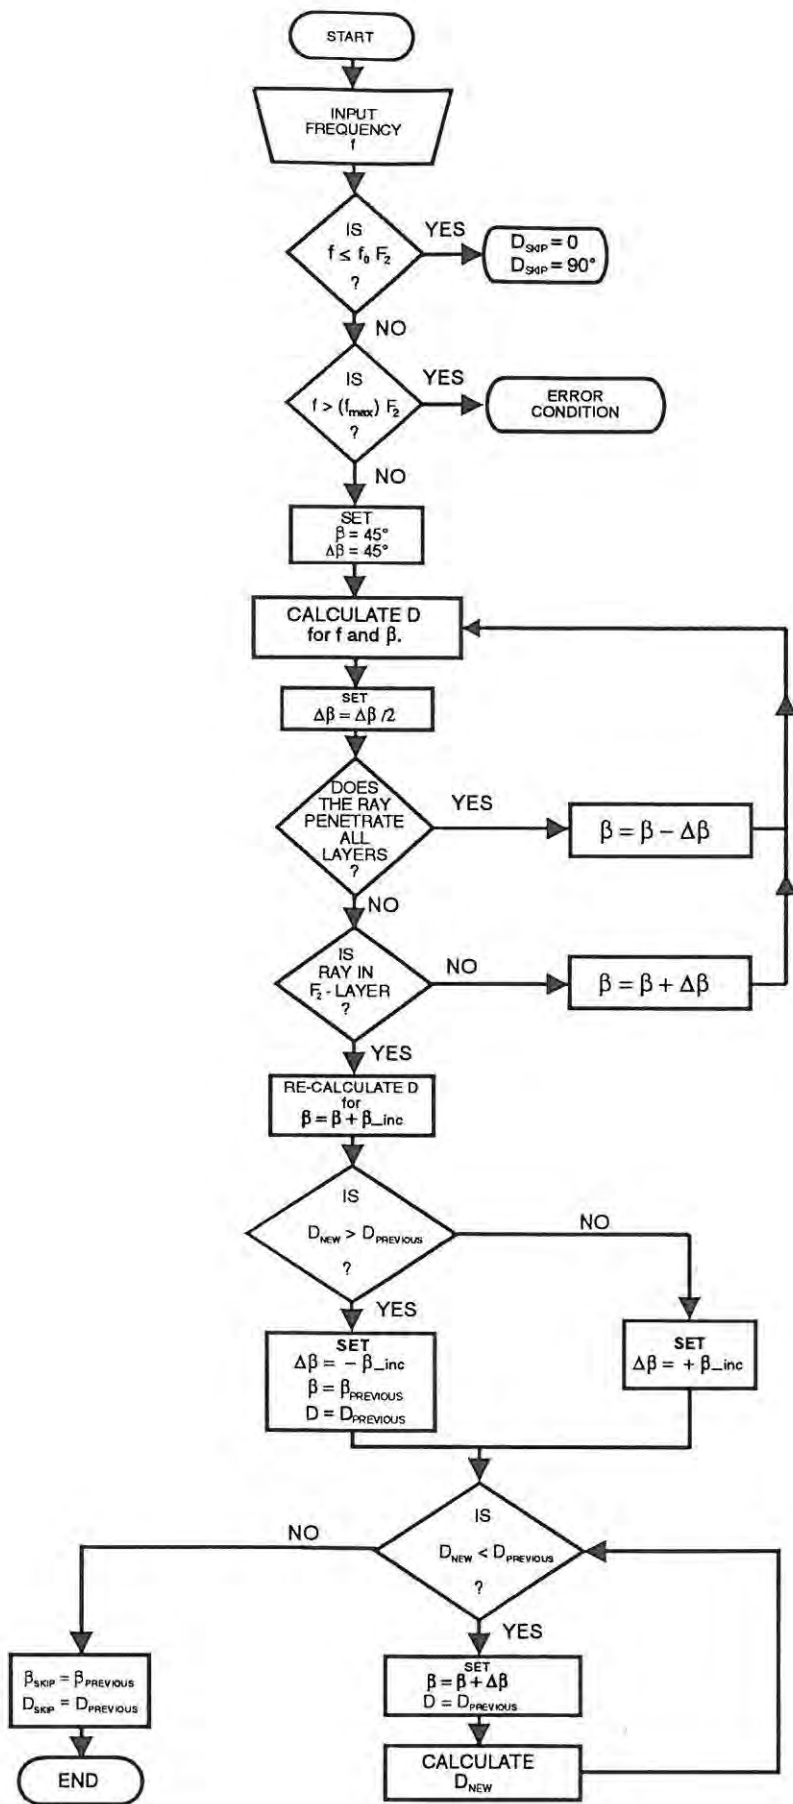 START
INPUT
FREQUENCY
f
IS
f ≤ f₀ F₂
?
YES
D_SKIP = 0
D_SKIP = 90°
NO
IS
f > (f_max) F₂
?
YES
ERROR
CONDITION
NO
SET
β = 45°
Δβ = 45°
CALCULATE D
for f and β.
SET
Δβ = Δβ /2
DOES
THE RAY
PENETRATE
ALL
LAYERS
?
YES
β = β − Δβ
NO
IS
RAY IN
F₂ - LAYER
?
NO
β = β + Δβ
YES
RE-CALCULATE D
for
β = β + β_inc
IS
D_NEW > D_PREVIOUS
?
NO
YES
SET
Δβ = − β_inc
β = β_PREVIOUS
D = D_PREVIOUS
SET
Δβ = + β_inc
IS
D_NEW < D_PREVIOUS
?
NO
YES
SET
β = β + Δβ
D = D_PREVIOUS
CALCULATE
D_NEW
β_SKIP = β_PREVIOUS
D_SKIP = D_PREVIOUS
END